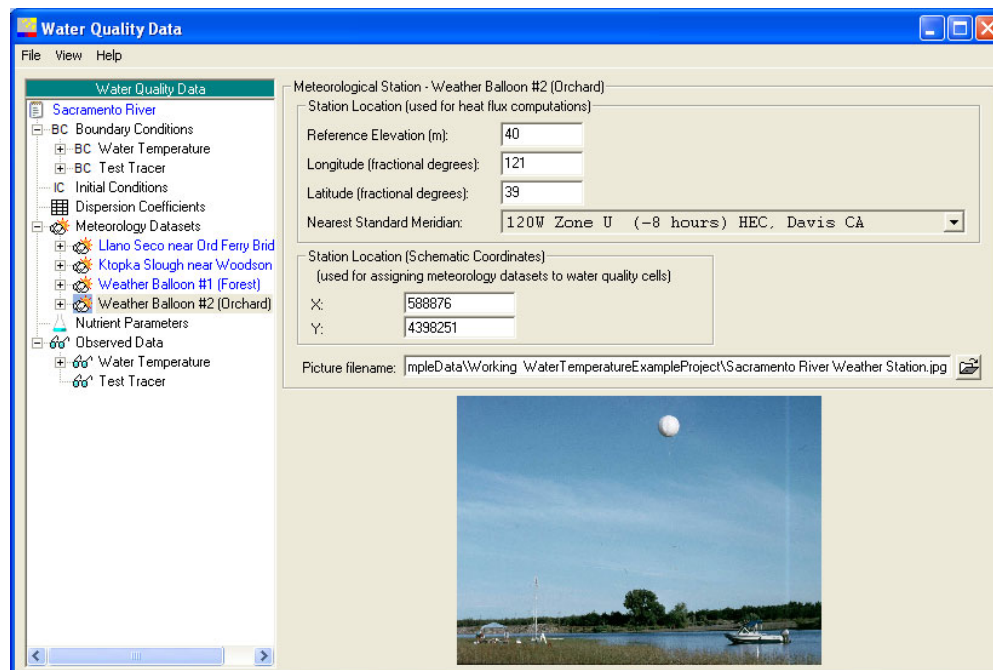 Water Quality Data
File View Help
Water Quality Data
Sacramento River
BC Boundary Conditions
BC Water Temperature
BC Test Tracer
IC Initial Conditions
Dispersion Coefficients
Meteorology Datasets
Llano Seco near Ord Ferry Brid
Ktopka Slough near Woodson
Weather Balloon #1 (Forest)
Weather Balloon #2 (Orchard)
Nutrient Parameters
Observed Data
Water Temperature
Test Tracer
Meteorological Station - Weather Balloon #2 (Orchard)
Station Location (used for heat flux computations)
Reference Elevation (m): 40
Longitude (fractional degrees): 121
Latitude (fractional degrees): 39
Nearest Standard Meridian: 120W Zone U (-8 hours) HEC, Davis CA
Station Location (Schematic Coordinates)
(used for assigning meteorology datasets to water quality cells)
X: 588876
Y: 4398251
Picture filename: mpleData\Working WaterTemperatureExampleProject\Sacramento River Weather Station.jpg